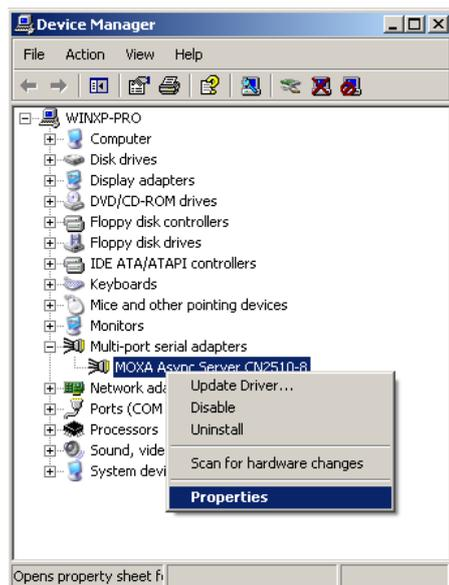 Device Manager
File Action View Help
WINXP-PRO
Computer
Disk drives
Display adapters
DVD/CD-ROM drives
Floppy disk controllers
Floppy disk drives
IDE ATA/ATAPI controllers
Keyboards
Mice and other pointing devices
Monitors
Multi-port serial adapters
MOXA Async Server CN2510-8
Network ada
Update Driver...
Ports (COM
Disable
Processors
Uninstall
Sound, vide
Scan for hardware changes
System devi
Properties
Opens property sheet f